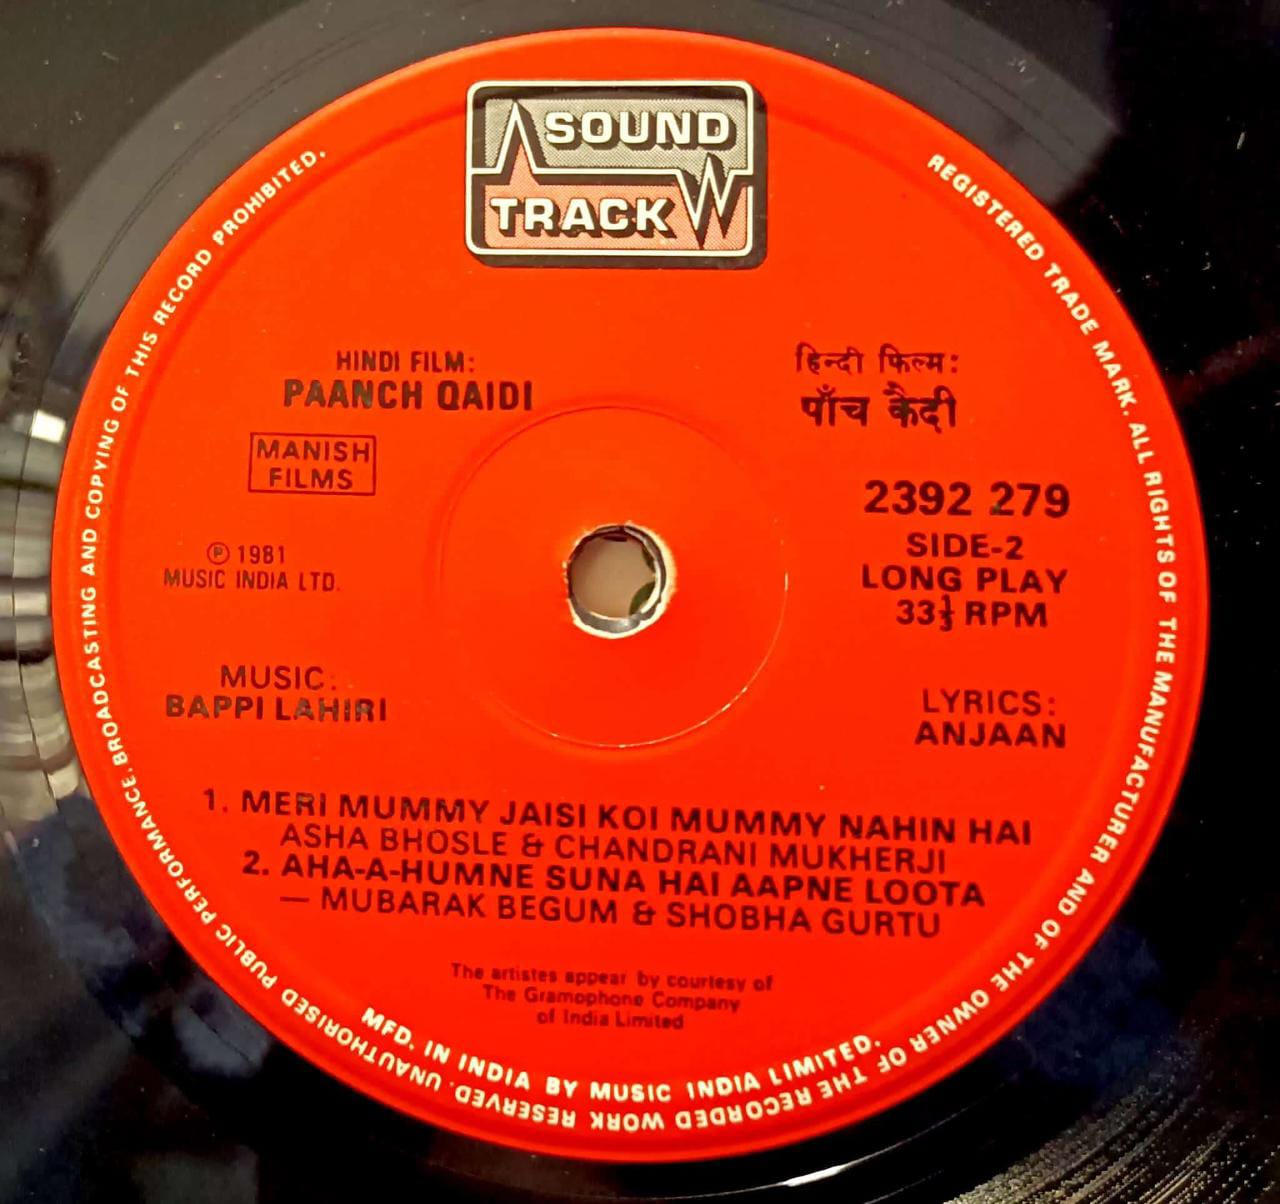 SOUND
TRACK
HINDI FILM:
PAANCH QAIDI
MANISH
FILMS
हिन्दी फिल्म:
पाँच कैदी
2392 279
SIDE-2
LONG PLAY
33⅓ RPM
℗ 1981
MUSIC INDIA LTD.
MUSIC:
BAPPI LAHIRI
LYRICS:
ANJAAN
1. MERI MUMMY JAISI KOI MUMMY NAHIN HAI
ASHA BHOSLE & CHANDRANI MUKHERJI
2. AHA-A-HUMNE SUNA HAI AAPNE LOOTA
— MUBARAK BEGUM & SHOBHA GURTU
The artistes appear by courtesy of
The Gramophone Company
of India Limited
MFD. IN INDIA BY MUSIC INDIA LIMITED.
REGISTERED TRADE MARK. ALL RIGHTS OF THE MANUFACTURER AND OF THE OWNER OF THE RECORDED WORK RESERVED. UNAUTHORISED PUBLIC PERFORMANCE. BROADCASTING AND COPYING OF THIS RECORD PROHIBITED.